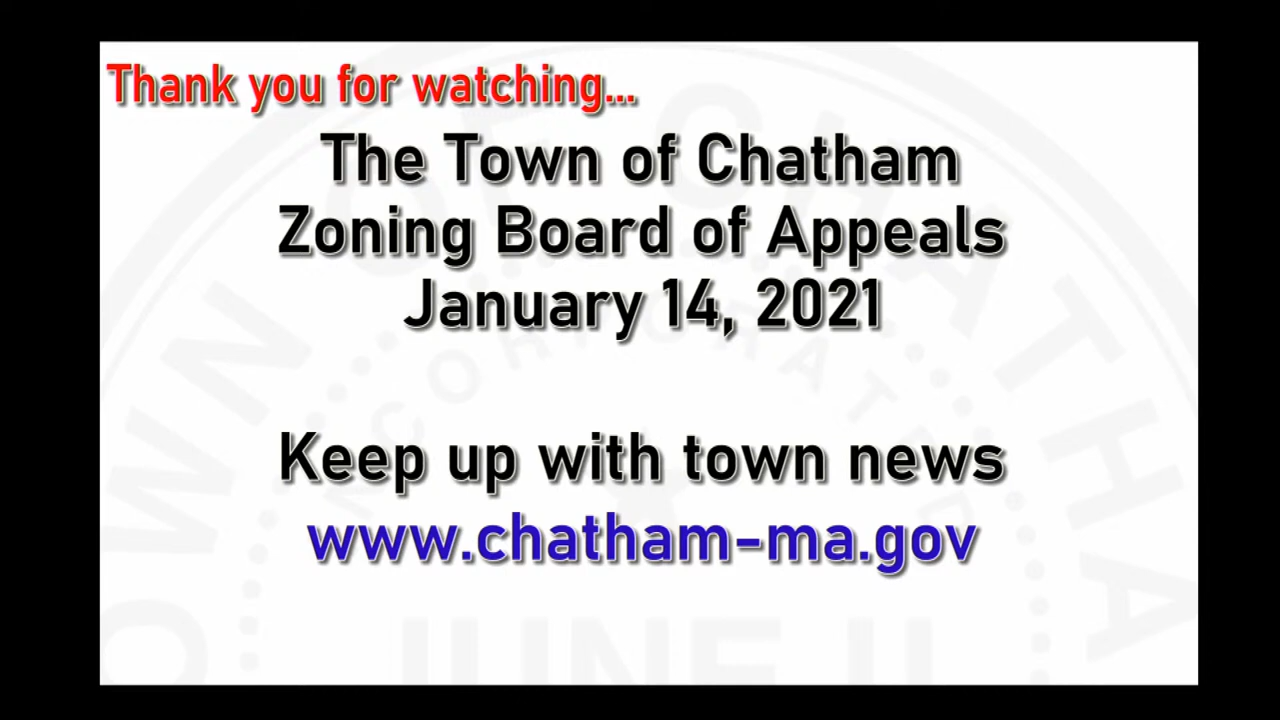 Thank you for watching...
The Town of Chatham
Zoning Board of Appeals
January 14, 2021
Keep up with town news
www.chatham-ma.gov